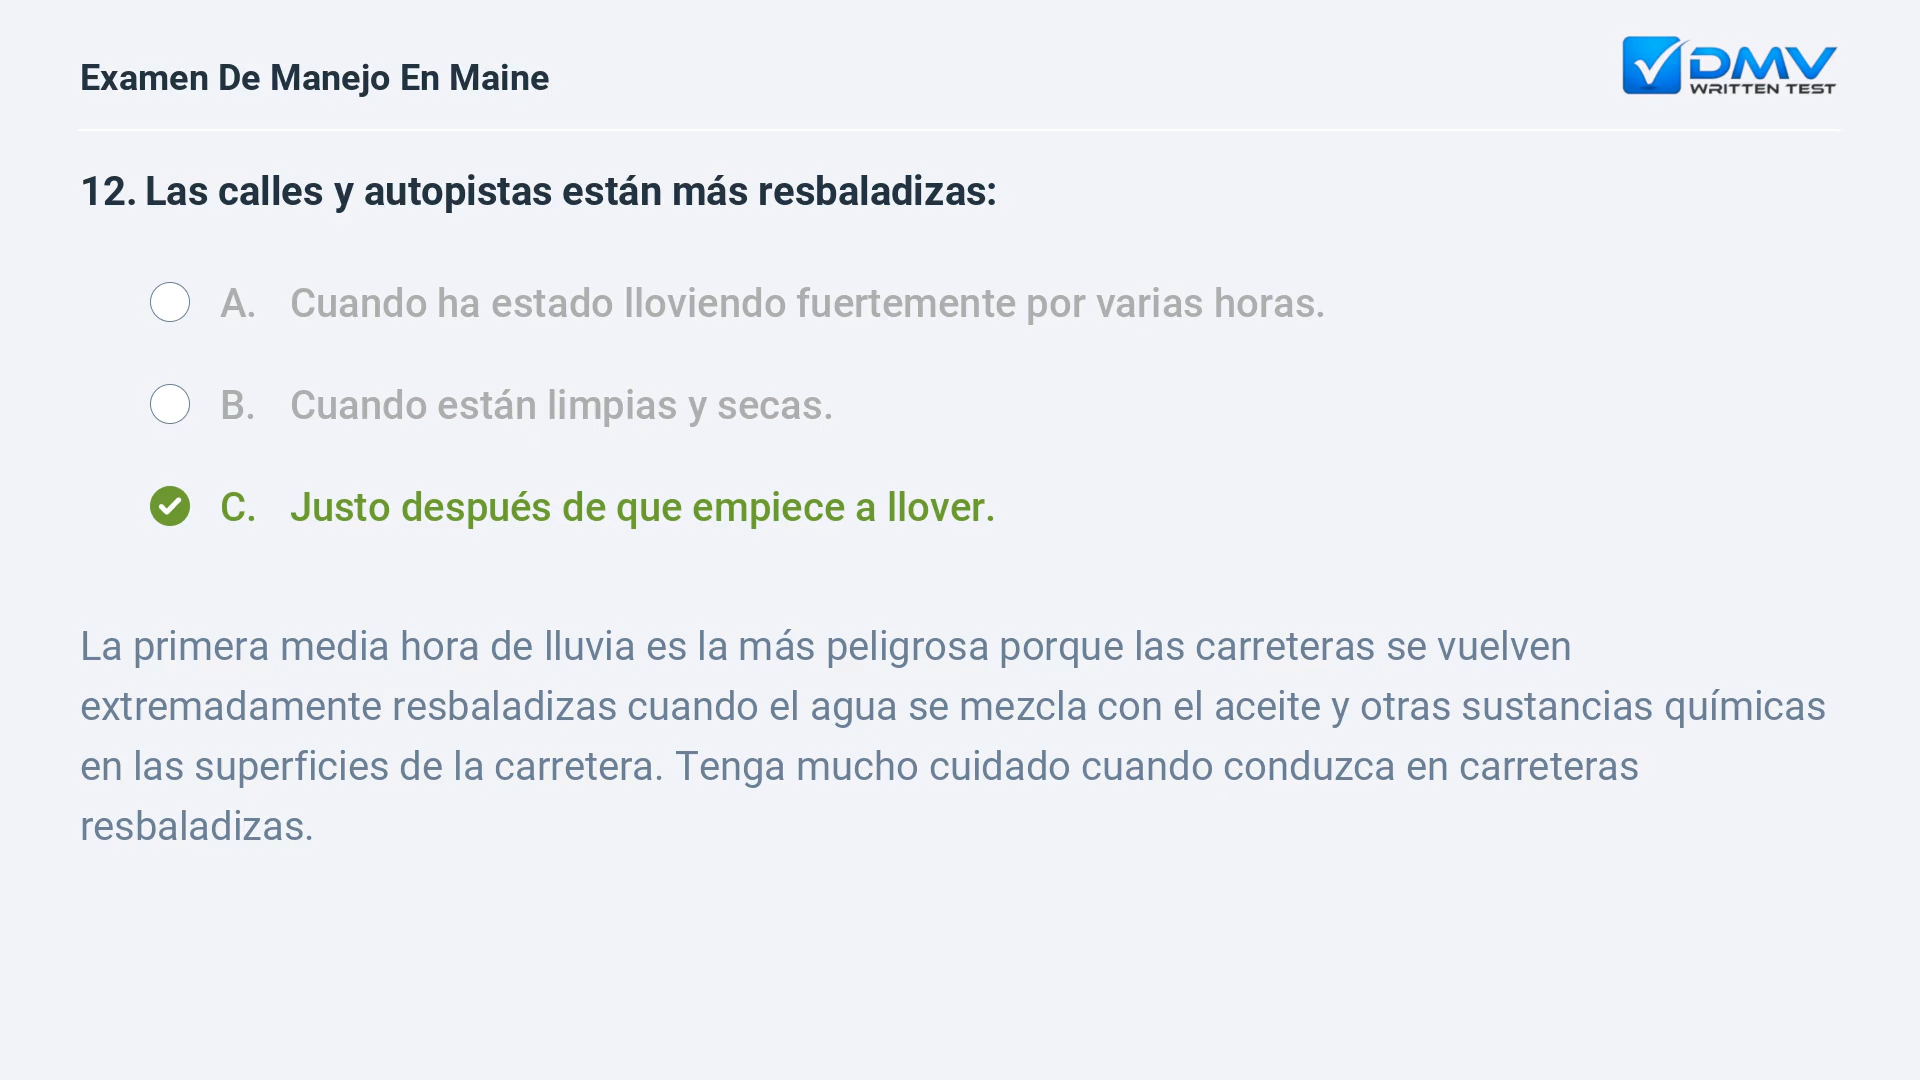 Examen De Manejo En Maine
DMV
WRITTEN TEST
12. Las calles y autopistas están más resbaladizas:
A. Cuando ha estado lloviendo fuertemente por varias horas.
B. Cuando están limpias y secas.
C. Justo después de que empiece a llover.
La primera media hora de lluvia es la más peligrosa porque las carreteras se vuelven
extremadamente resbaladizas cuando el agua se mezcla con el aceite y otras sustancias químicas
en las superficies de la carretera. Tenga mucho cuidado cuando conduzca en carreteras
resbaladizas.